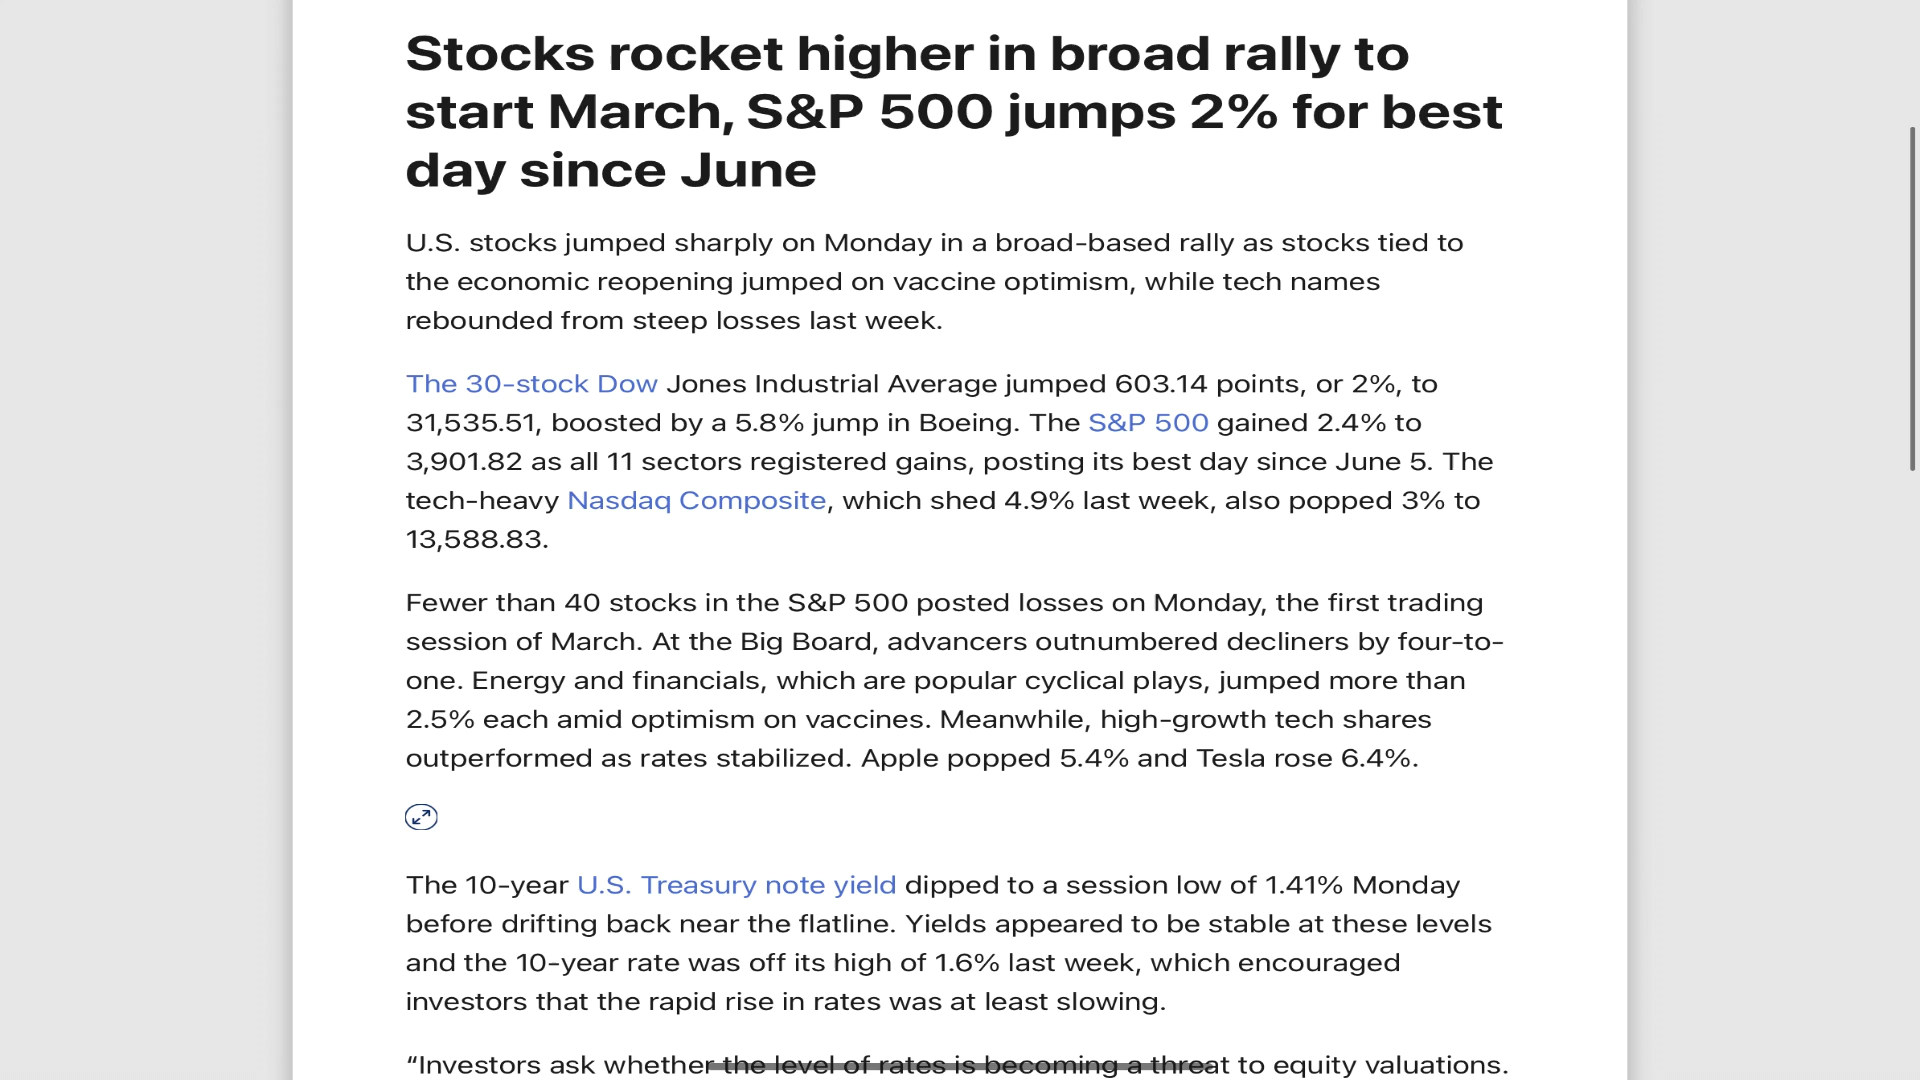 Stocks rocket higher in broad rally to
start March, S&P 500 jumps 2% for best
day since June
U.S. stocks jumped sharply on Monday in a broad-based rally as stocks tied to
the economic reopening jumped on vaccine optimism, while tech names
rebounded from steep losses last week.
The 30-stock Dow Jones Industrial Average jumped 603.14 points, or 2%, to
31,535.51, boosted by a 5.8% jump in Boeing. The S&P 500 gained 2.4% to
3,901.82 as all 11 sectors registered gains, posting its best day since June 5. The
tech-heavy Nasdaq Composite, which shed 4.9% last week, also popped 3% to
13,588.83.
Fewer than 40 stocks in the S&P 500 posted losses on Monday, the first trading
session of March. At the Big Board, advancers outnumbered decliners by four-to-
one. Energy and financials, which are popular cyclical plays, jumped more than
2.5% each amid optimism on vaccines. Meanwhile, high-growth tech shares
outperformed as rates stabilized. Apple popped 5.4% and Tesla rose 6.4%.
The 10-year U.S. Treasury note yield dipped to a session low of 1.41% Monday
before drifting back near the flatline. Yields appeared to be stable at these levels
and the 10-year rate was off its high of 1.6% last week, which encouraged
investors that the rapid rise in rates was at least slowing.
“Investors ask whether the level of rates is becoming a threat to equity valuations.